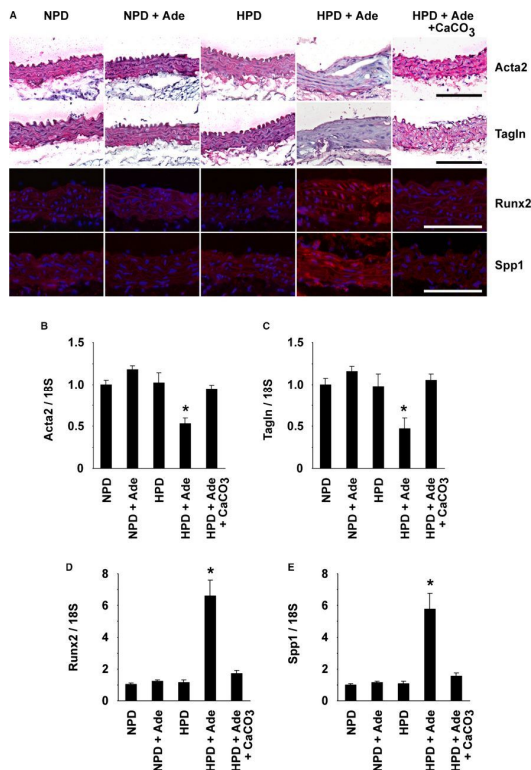 A
NPD
NPD + Ade
HPD
HPD + Ade
HPD + Ade
+CaCO3
Acta2
Tagln
Runx2
Spp1
B
1.5
1.0
0.5
0
Acta2 / 18S
*
NPD
NPD + Ade
HPD
HPD + Ade
HPD + Ade
+ CaCO3
C
1.5
1.0
0.5
0
Tagln / 18S
*
NPD
NPD + Ade
HPD
HPD + Ade
HPD + Ade
+ CaCO3
D
8
6
4
2
0
Runx2 / 18S
*
NPD
NPD + Ade
HPD
HPD + Ade
HPD + Ade
+ CaCO3
E
8
6
4
2
0
Spp1 / 18S
*
NPD
NPD + Ade
HPD
HPD + Ade
HPD + Ade
+ CaCO3